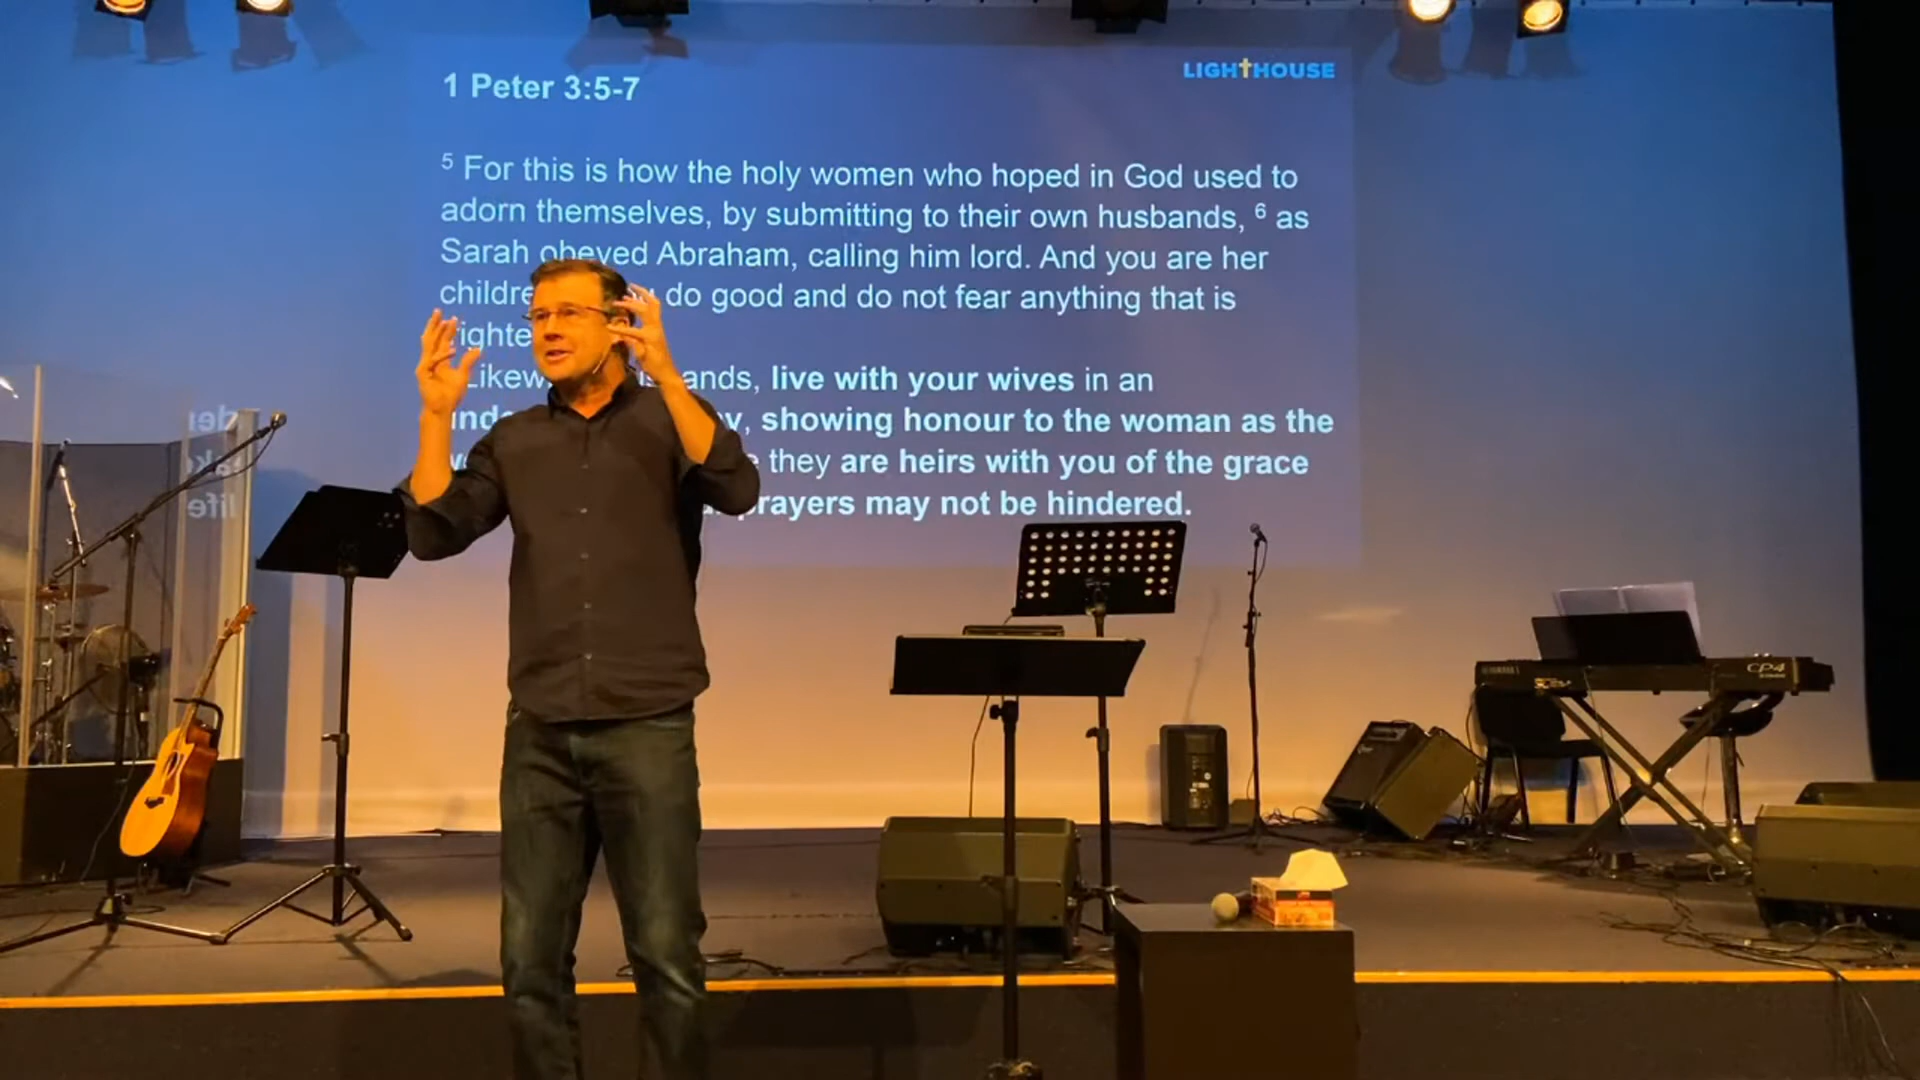 LIGHTHOUSE
1 Peter 3:5-7
5 For this is how the holy women who hoped in God used to
adorn themselves, by submitting to their own husbands, 6 as
Sarah obeyed Abraham, calling him lord. And you are her
do good and do not fear anything that is
live with your wives in an
showing honour to the woman as the
they are heirs with you of the grace
prayers may not be hindered.
CP4